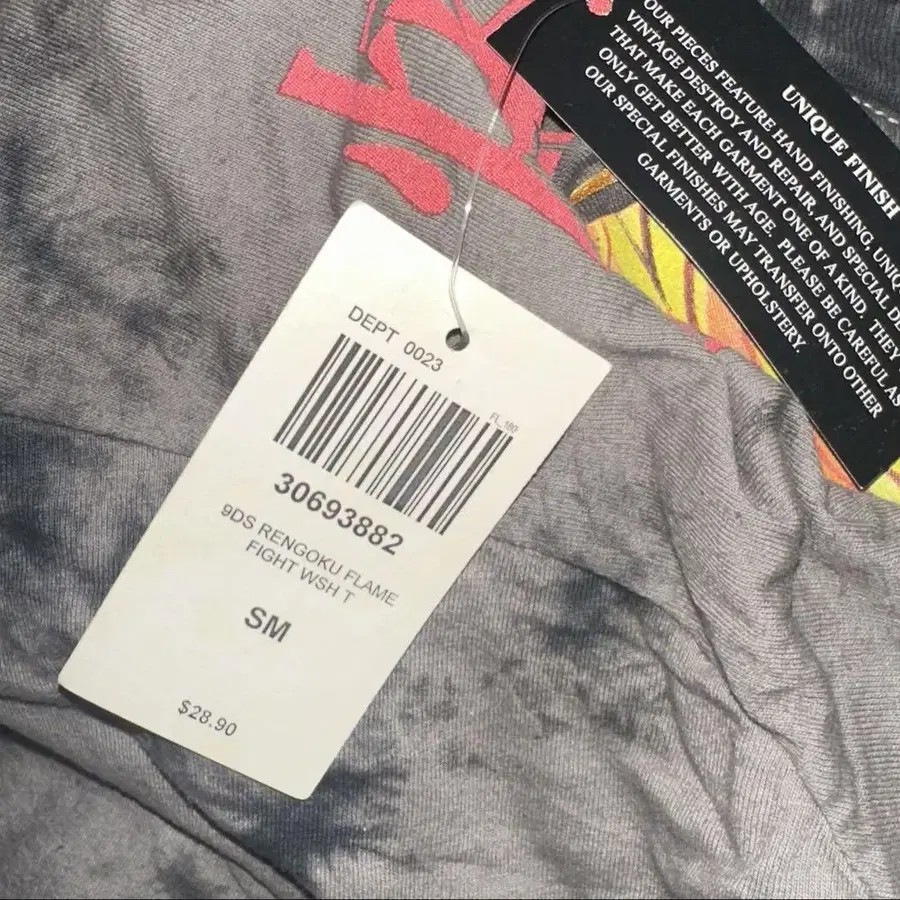 DEPT 0023
FL_180
30693882
9DS RENGOKU FLAME
FIGHT WSH T
SM
$28.90
UNIQUE FINISH
OUR PIECES FEATURE HAND FINISHING,
VINTAGE DESTROY AND REPAIR, AND SPECIAL
THAT MAKE EACH GARMENT ONE OF A KIND. THEY
ONLY GET BETTER WITH AGE. PLEASE BE CAREFUL AS
OUR SPECIAL FINISHES MAY TRANSFER ONTO OTHER
GARMENTS OR UPHOLSTERY.